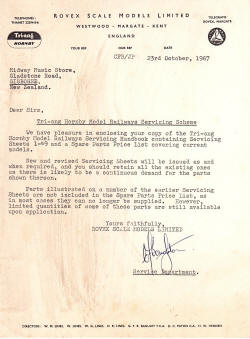 ROVEX SCALE MODELS LIMITED
WESTWOOD - MARGATE - KENT
ENGLAND
TELEPHONE:
TELEGRAMS:
ROVEX, MARGATE
Tri-ang
HORNBY
YOUR REF
OUR REF
DATE
CPS/JP 23rd October, 1967
Midway Music Store,
Gladstone Road,
GISBORNE,
New Zealand.
Dear Sirs,
Tri-ang Hornby Model Railways Servicing Scheme
We have pleasure in enclosing your copy of the Tri-ang
Hornby Model Railways Servicing Handbook containing Servicing
Sheets 1-49 and a Spare Parts Price List covering current
models.
New and revised Servicing Sheets will be issued as and
when required, and you should retain all the existing ones
as there is likely to be a continuous demand for the parts
shown thereon.
Parts illustrated on a number of the earlier Servicing
Sheets are not included in the Spare Parts Price List, as
in most cases they can no longer be supplied. However,
limited quantities of some of these parts are still available
upon application.
Yours faithfully,
ROVEX SCALE MODELS LIMITED
Service Department.